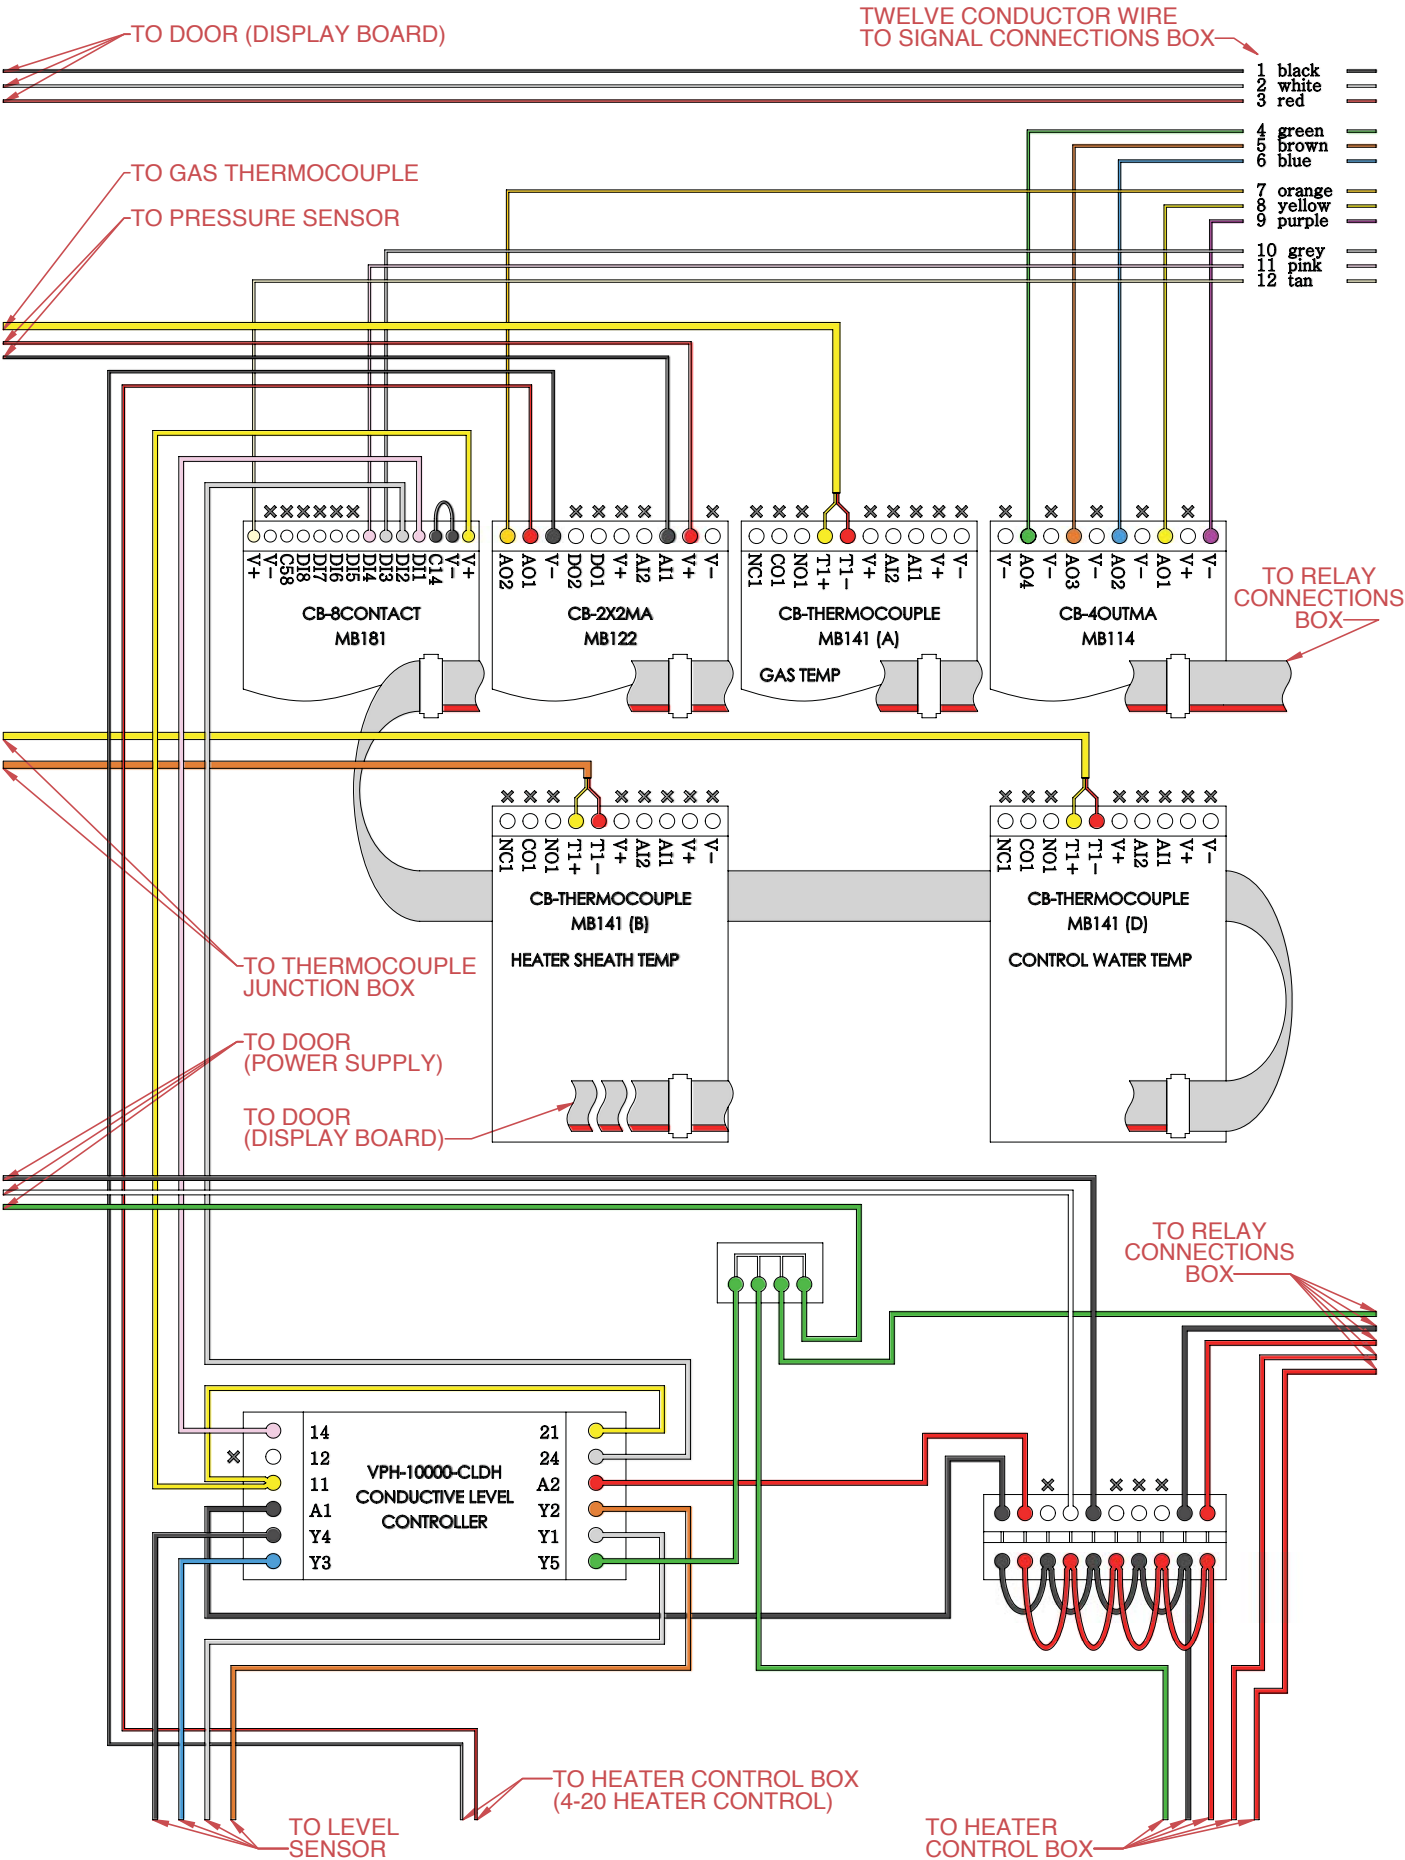 TO DOOR (DISPLAY BOARD)
TWELVE CONDUCTOR WIRE
TO SIGNAL CONNECTIONS BOX
1 black
2 white
3 red
4 green
5 brown
6 blue
7 orange
8 yellow
9 purple
10 grey
11 pink
12 tan
TO GAS THERMOCOUPLE
TO PRESSURE SENSOR
V+ V- C58 DI8 DI7 DI6 DI5 DI4 DI3 DI2 DI1 C14 V- V+
CB-8CONTACT
MB181
AO2 AO1 V- DO2 DO1 V+ AI2 AI1 V+ V-
CB-2X2MA
MB122
NC1 CO1 NO1 T1+ T1- V+ AI2 AI1 V+ V-
CB-THERMOCOUPLE
MB141 (A)
GAS TEMP
V- AO4 V- AO3 V- AO2 V- AO1 V+ V-
CB-4OUTMA
MB114
TO RELAY
CONNECTIONS
BOX
NC1 CO1 NO1 T1+ T1- V+ AI2 AI1 V+ V-
CB-THERMOCOUPLE
MB141 (B)
HEATER SHEATH TEMP
NC1 CO1 NO1 T1+ T1- V+ AI2 AI1 V+ V-
CB-THERMOCOUPLE
MB141 (D)
CONTROL WATER TEMP
TO THERMOCOUPLE
JUNCTION BOX
TO DOOR
(POWER SUPPLY)
TO DOOR
(DISPLAY BOARD)
TO RELAY
CONNECTIONS
BOX
14
12
11
A1
Y4
Y3
VPH-10000-CLDH
CONDUCTIVE LEVEL
CONTROLLER
21
24
A2
Y2
Y1
Y5
TO HEATER CONTROL BOX
(4-20 HEATER CONTROL)
TO LEVEL
SENSOR
TO HEATER
CONTROL BOX